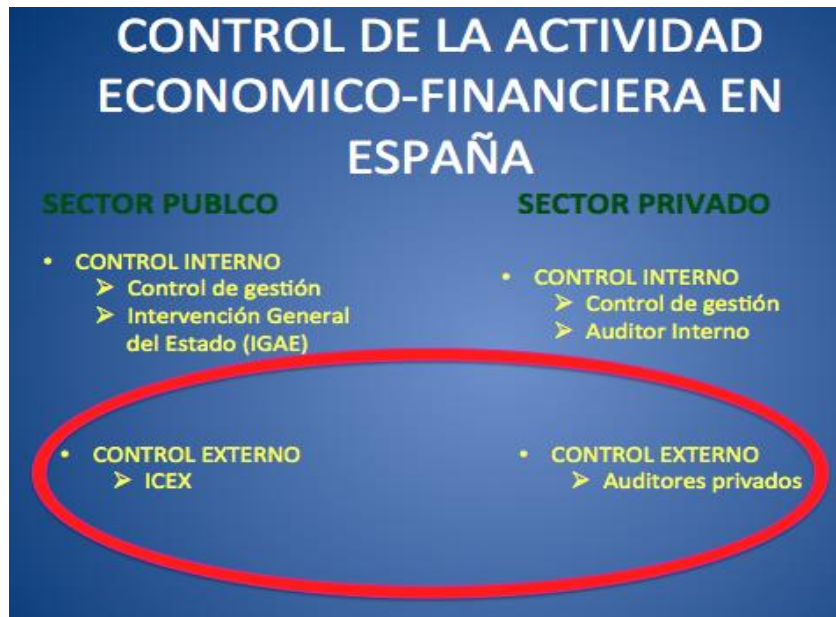 CONTROL DE LA ACTIVIDAD
ECONOMICO-FINANCIERA EN
ESPAÑA
SECTOR PUBLCO
• CONTROL INTERNO
➢ Control de gestión
➢ Intervención General
del Estado (IGAE)
• CONTROL EXTERNO
➢ ICEX
SECTOR PRIVADO
• CONTROL INTERNO
➢ Control de gestión
➢ Auditor Interno
• CONTROL EXTERNO
➢ Auditores privados